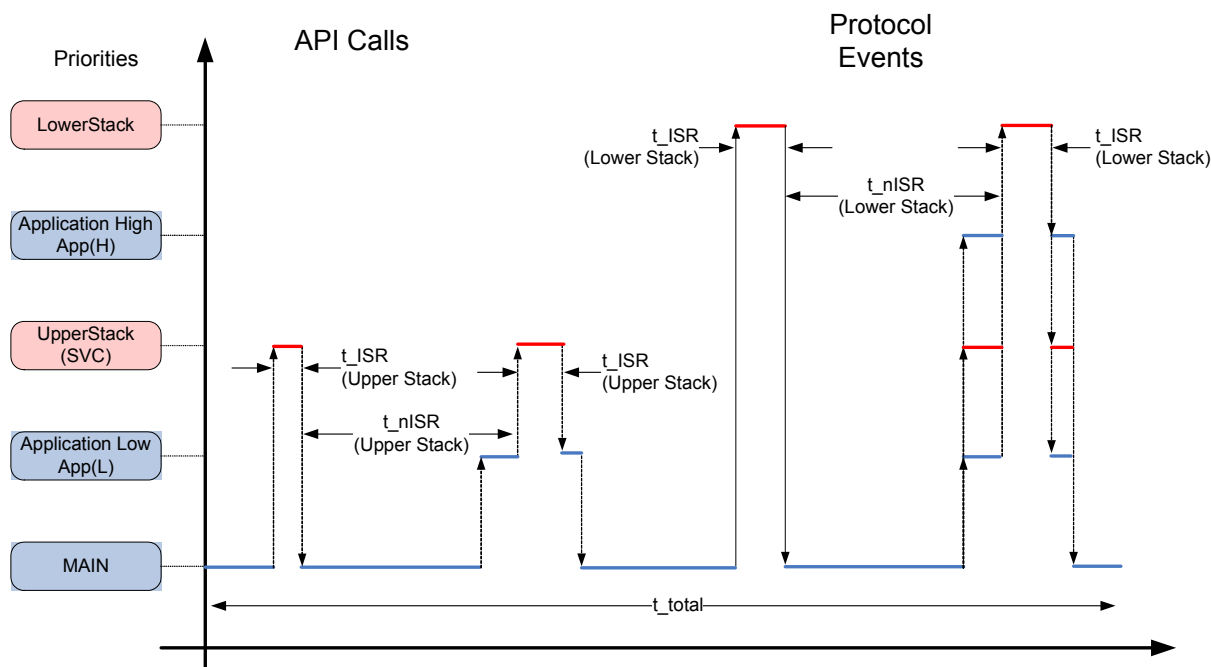 API Calls
Protocol
Events
Priorities
LowerStack
t_ISR
(Lower Stack)
t_ISR
(Lower Stack)
t_nISR
(Lower Stack)
Application High
App(H)
UpperStack
(SVC)
t_ISR
(Upper Stack)
t_ISR
(Upper Stack)
t_nISR
(Upper Stack)
Application Low
App(L)
MAIN
t_total